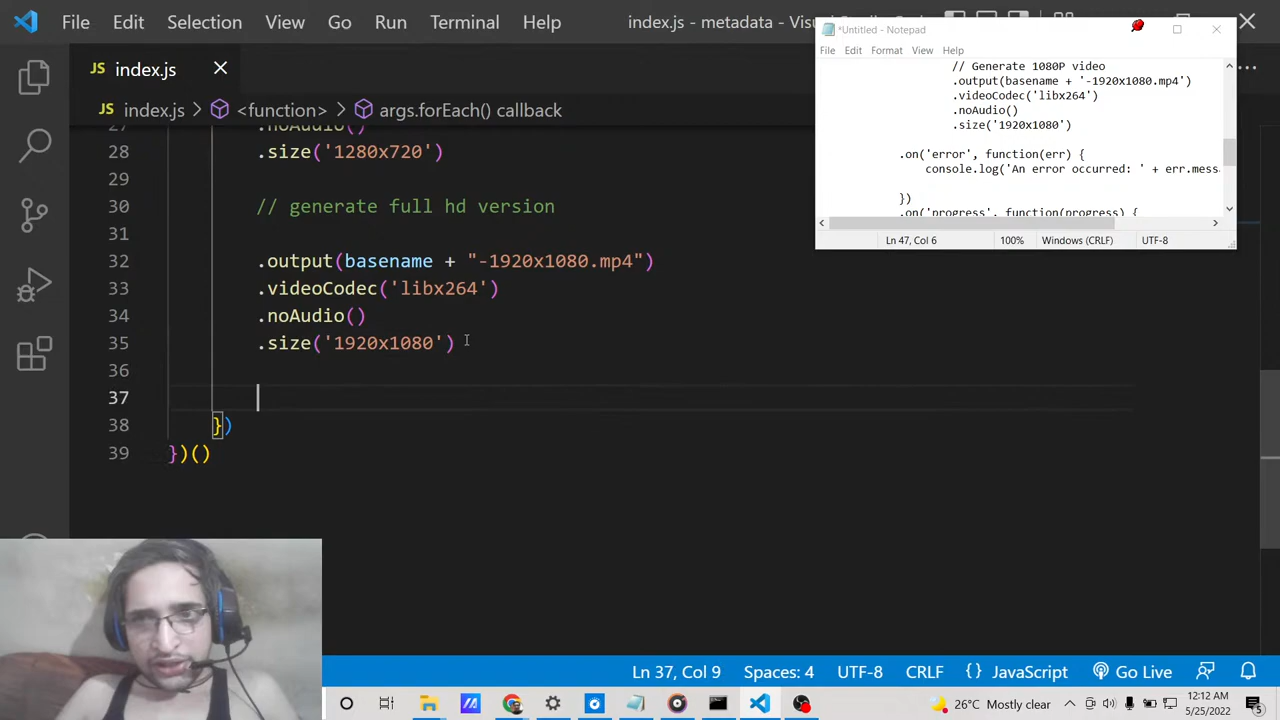 File Edit Selection View Go Run Terminal Help index.js - metadata - Visual
*Untitled - Notepad
File Edit Format View Help
// Generate 1080P video
.output(basename + '-1920x1080.mp4')
.videoCodec('libx264')
.noAudio()
.size('1920x1080')
.on('error', function(err) {
console.log('An error occurred: ' + err.mess
})
.on('progress', function(progress) {
Ln 47, Col 6 100% Windows (CRLF) UTF-8
JS index.js
JS index.js > <function> > args.forEach() callback
27 .noAudio()
28 .size('1280x720')
29
30 // generate full hd version
31
32 .output(basename + "-1920x1080.mp4")
33 .videoCodec('libx264')
34 .noAudio()
35 .size('1920x1080')
36
37
38 })
39 })()
Ln 37, Col 9 Spaces: 4 UTF-8 CRLF {} JavaScript Go Live
26°C Mostly clear
12:12 AM
5/25/2022
5